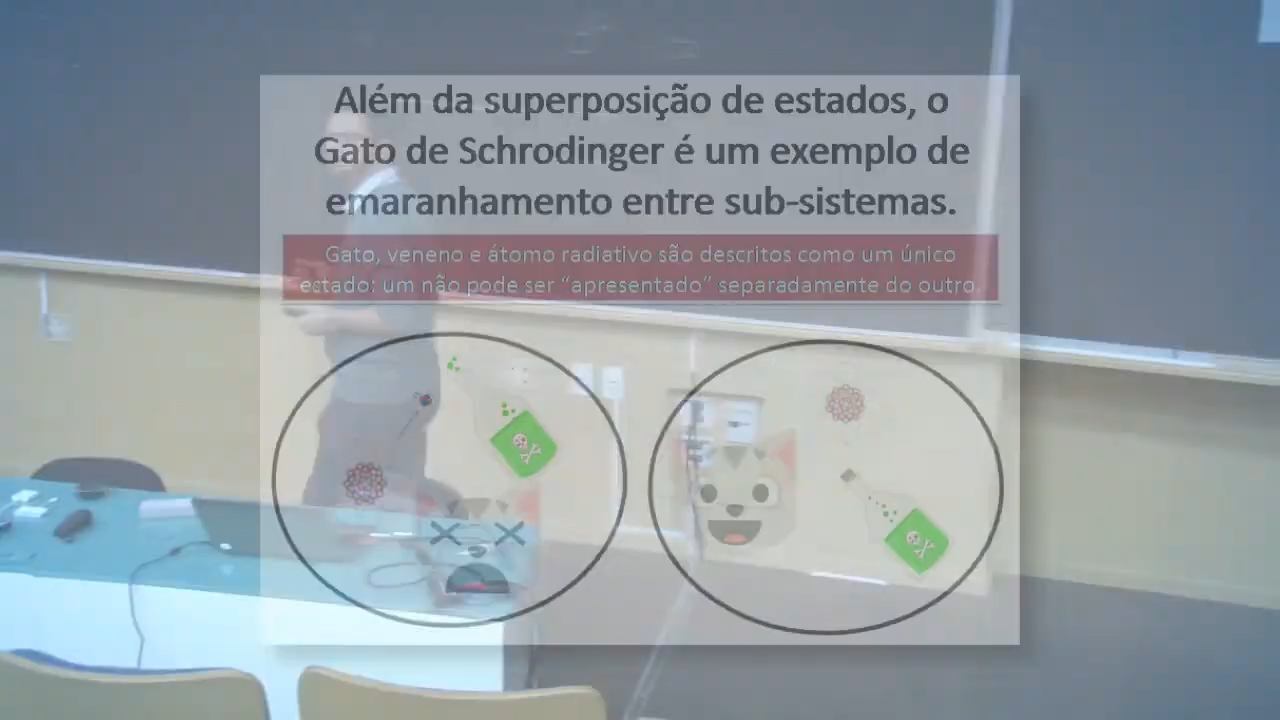 Além da superposição de estados, o
Gato de Schrodinger é um exemplo de
emaranhamento entre sub-sistemas.
Gato, veneno e átomo radiativo são descritos como um único
estado: um não pode ser “apresentado” separadamente do outro.